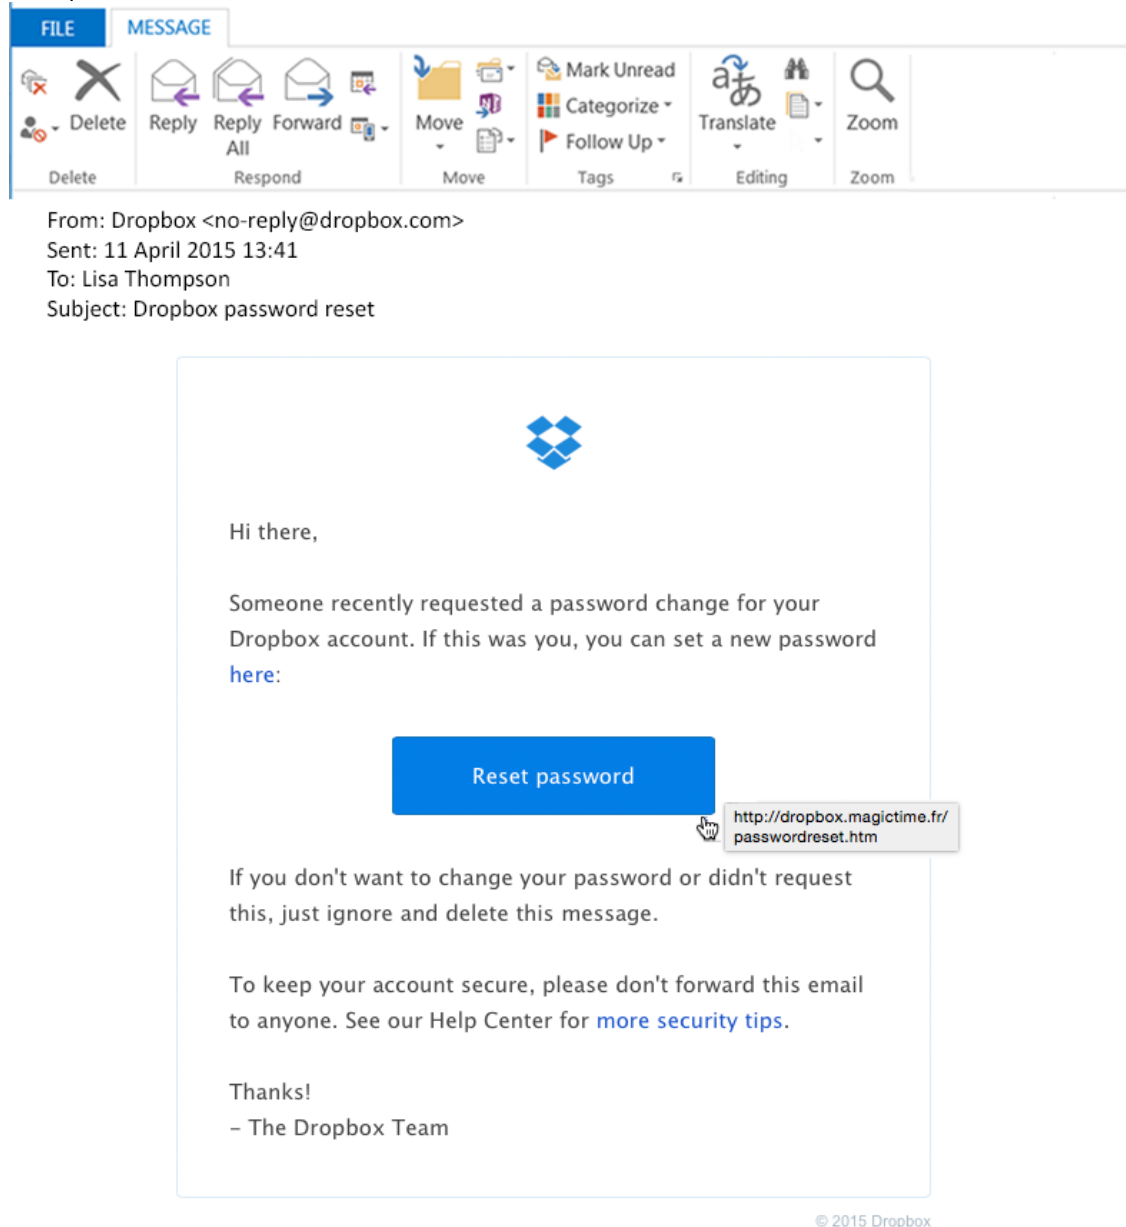 FILE MESSAGE
Delete
Reply
Reply All
Forward
Move
Mark Unread
Categorize
Follow Up
Translate
Zoom
Delete
Respond
Move
Tags
Editing
Zoom
From: Dropbox <no-reply@dropbox.com>
Sent: 11 April 2015 13:41
To: Lisa Thompson
Subject: Dropbox password reset
Hi there,
Someone recently requested a password change for your
Dropbox account. If this was you, you can set a new password
here:
Reset password
http://dropbox.magictime.fr/
passwordreset.htm
If you don't want to change your password or didn't request
this, just ignore and delete this message.
To keep your account secure, please don't forward this email
to anyone. See our Help Center for more security tips.
Thanks!
– The Dropbox Team
© 2015 Dropbox